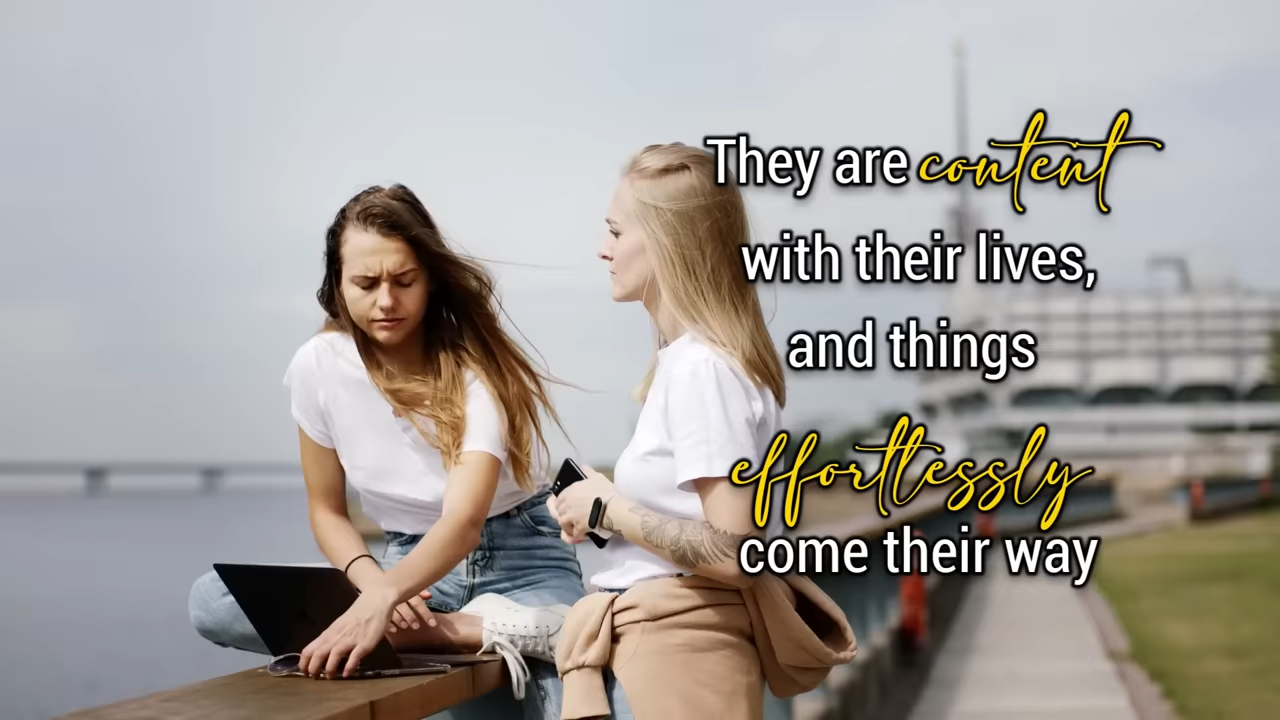 They are content
with their lives,
and things
effortlessly
come their way